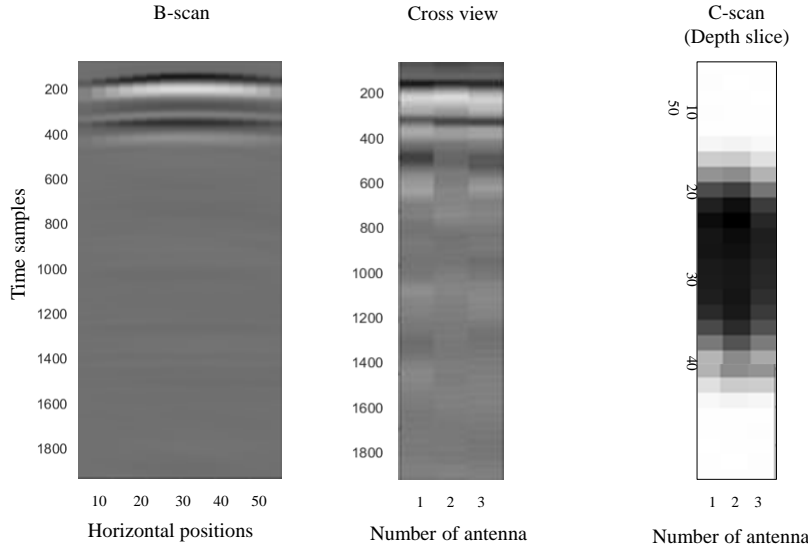 B-scan
Cross view
C-scan
(Depth slice)
Time samples
200
400
600
800
1000
1200
1400
1600
1800
10 20 30 40 50
Horizontal positions
200
400
600
800
1000
1200
1400
1600
1800
1 2 3
Number of antenna
50
10
20
30
40
1 2 3
Number of antenna